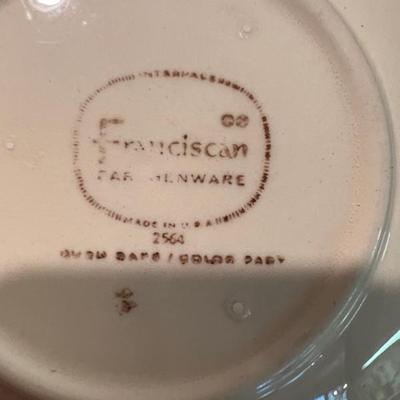 INTERPACE
Franciscan
EARTHENWARE
MADE IN U.S.A.
2564
OVEN SAFE / COLOR FAST